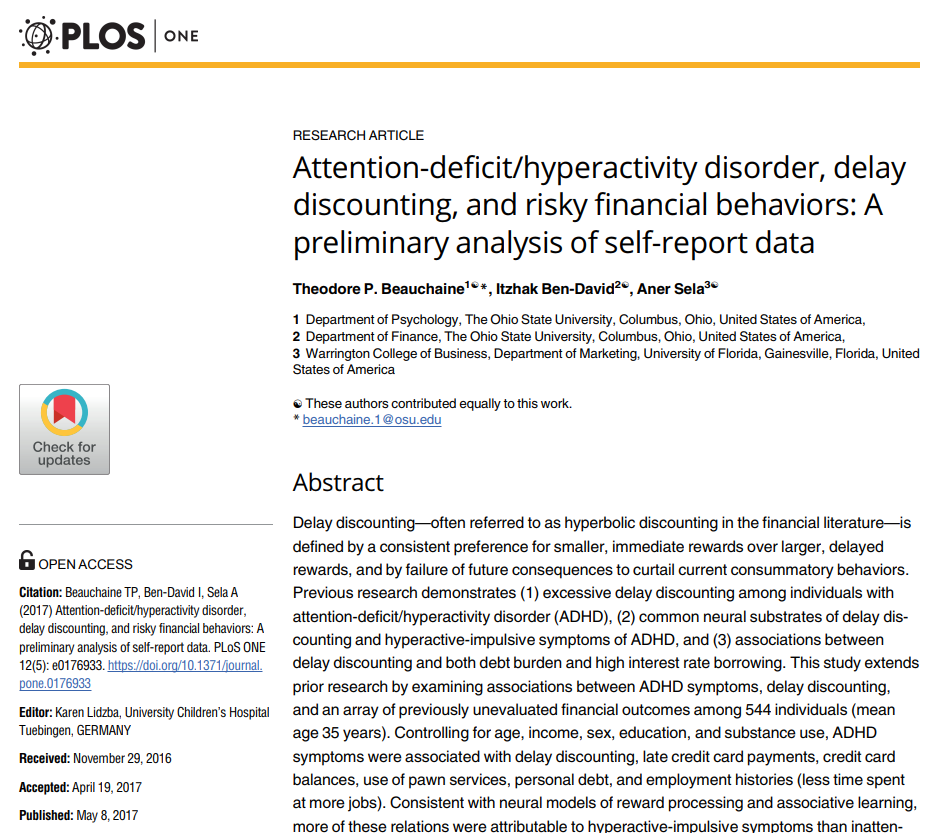 PLOS ONE
RESEARCH ARTICLE
Attention-deficit/hyperactivity disorder, delay
discounting, and risky financial behaviors: A
preliminary analysis of self-report data
Theodore P. Beauchaine1☯*, Itzhak Ben-David2☯, Aner Sela3☯
1 Department of Psychology, The Ohio State University, Columbus, Ohio, United States of America,
2 Department of Finance, The Ohio State University, Columbus, Ohio, United States of America,
3 Warrington College of Business, Department of Marketing, University of Florida, Gainesville, Florida, United
States of America
☯ These authors contributed equally to this work.
* beauchaine.1@osu.edu
Check for
updates
OPEN ACCESS
Citation: Beauchaine TP, Ben-David I, Sela A
(2017) Attention-deficit/hyperactivity disorder,
delay discounting, and risky financial behaviors: A
preliminary analysis of self-report data. PLoS ONE
12(5): e0176933. https://doi.org/10.1371/journal.
pone.0176933
Editor: Karen Lidzba, University Children's Hospital
Tuebingen, GERMANY
Received: November 29, 2016
Accepted: April 19, 2017
Published: May 8, 2017
Abstract
Delay discounting—often referred to as hyperbolic discounting in the financial literature—is
defined by a consistent preference for smaller, immediate rewards over larger, delayed
rewards, and by failure of future consequences to curtail current consummatory behaviors.
Previous research demonstrates (1) excessive delay discounting among individuals with
attention-deficit/hyperactivity disorder (ADHD), (2) common neural substrates of delay dis-
counting and hyperactive-impulsive symptoms of ADHD, and (3) associations between
delay discounting and both debt burden and high interest rate borrowing. This study extends
prior research by examining associations between ADHD symptoms, delay discounting,
and an array of previously unevaluated financial outcomes among 544 individuals (mean
age 35 years). Controlling for age, income, sex, education, and substance use, ADHD
symptoms were associated with delay discounting, late credit card payments, credit card
balances, use of pawn services, personal debt, and employment histories (less time spent
at more jobs). Consistent with neural models of reward processing and associative learning,
more of these relations were attributable to hyperactive-impulsive symptoms than inatten-